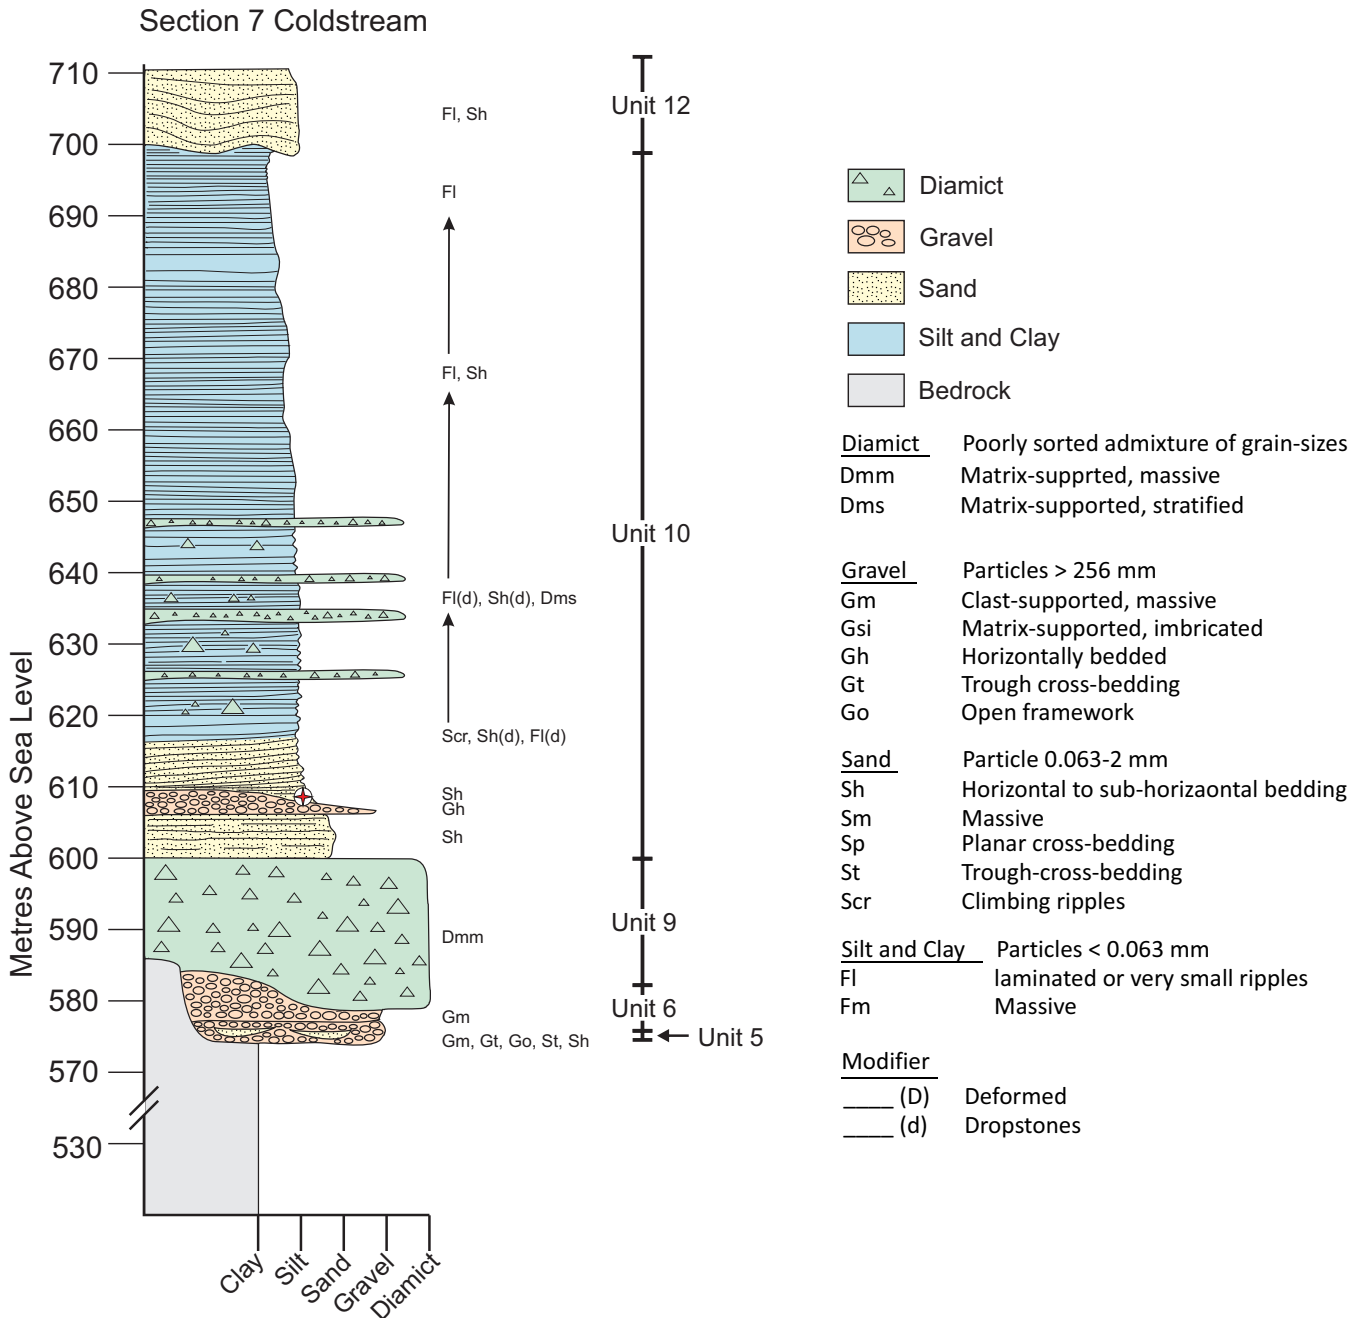 Section 7 Coldstream
Metres Above Sea Level
710
700
690
680
670
660
650
640
630
620
610
600
590
580
570
530
Clay
Silt
Sand
Gravel
Diamict
Fl, Sh
Fl
Fl, Sh
Fl(d), Sh(d), Dms
Scr, Sh(d), Fl(d)
Sh
Gh
Sh
Dmm
Gm
Gm, Gt, Go, St, Sh
Unit 12
Unit 10
Unit 9
Unit 6
Unit 5
Diamict
Gravel
Sand
Silt and Clay
Bedrock
Diamict Poorly sorted admixture of grain-sizes
Dmm Matrix-supprted, massive
Dms Matrix-supported, stratified
Gravel Particles > 256 mm
Gm Clast-supported, massive
Gsi Matrix-supported, imbricated
Gh Horizontally bedded
Gt Trough cross-bedding
Go Open framework
Sand Particle 0.063-2 mm
Sh Horizontal to sub-horizaontal bedding
Sm Massive
Sp Planar cross-bedding
St Trough-cross-bedding
Scr Climbing ripples
Silt and Clay Particles < 0.063 mm
Fl laminated or very small ripples
Fm Massive
Modifier
____ (D) Deformed
____ (d) Dropstones